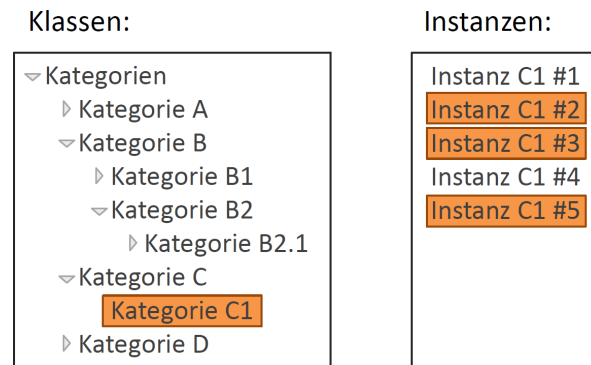 Klassen:
Kategorien
Kategorie A
Kategorie B
Kategorie B1
Kategorie B2
Kategorie B2.1
Kategorie C
Kategorie C1
Kategorie D
Instanzen:
Instanz C1 #1
Instanz C1 #2
Instanz C1 #3
Instanz C1 #4
Instanz C1 #5